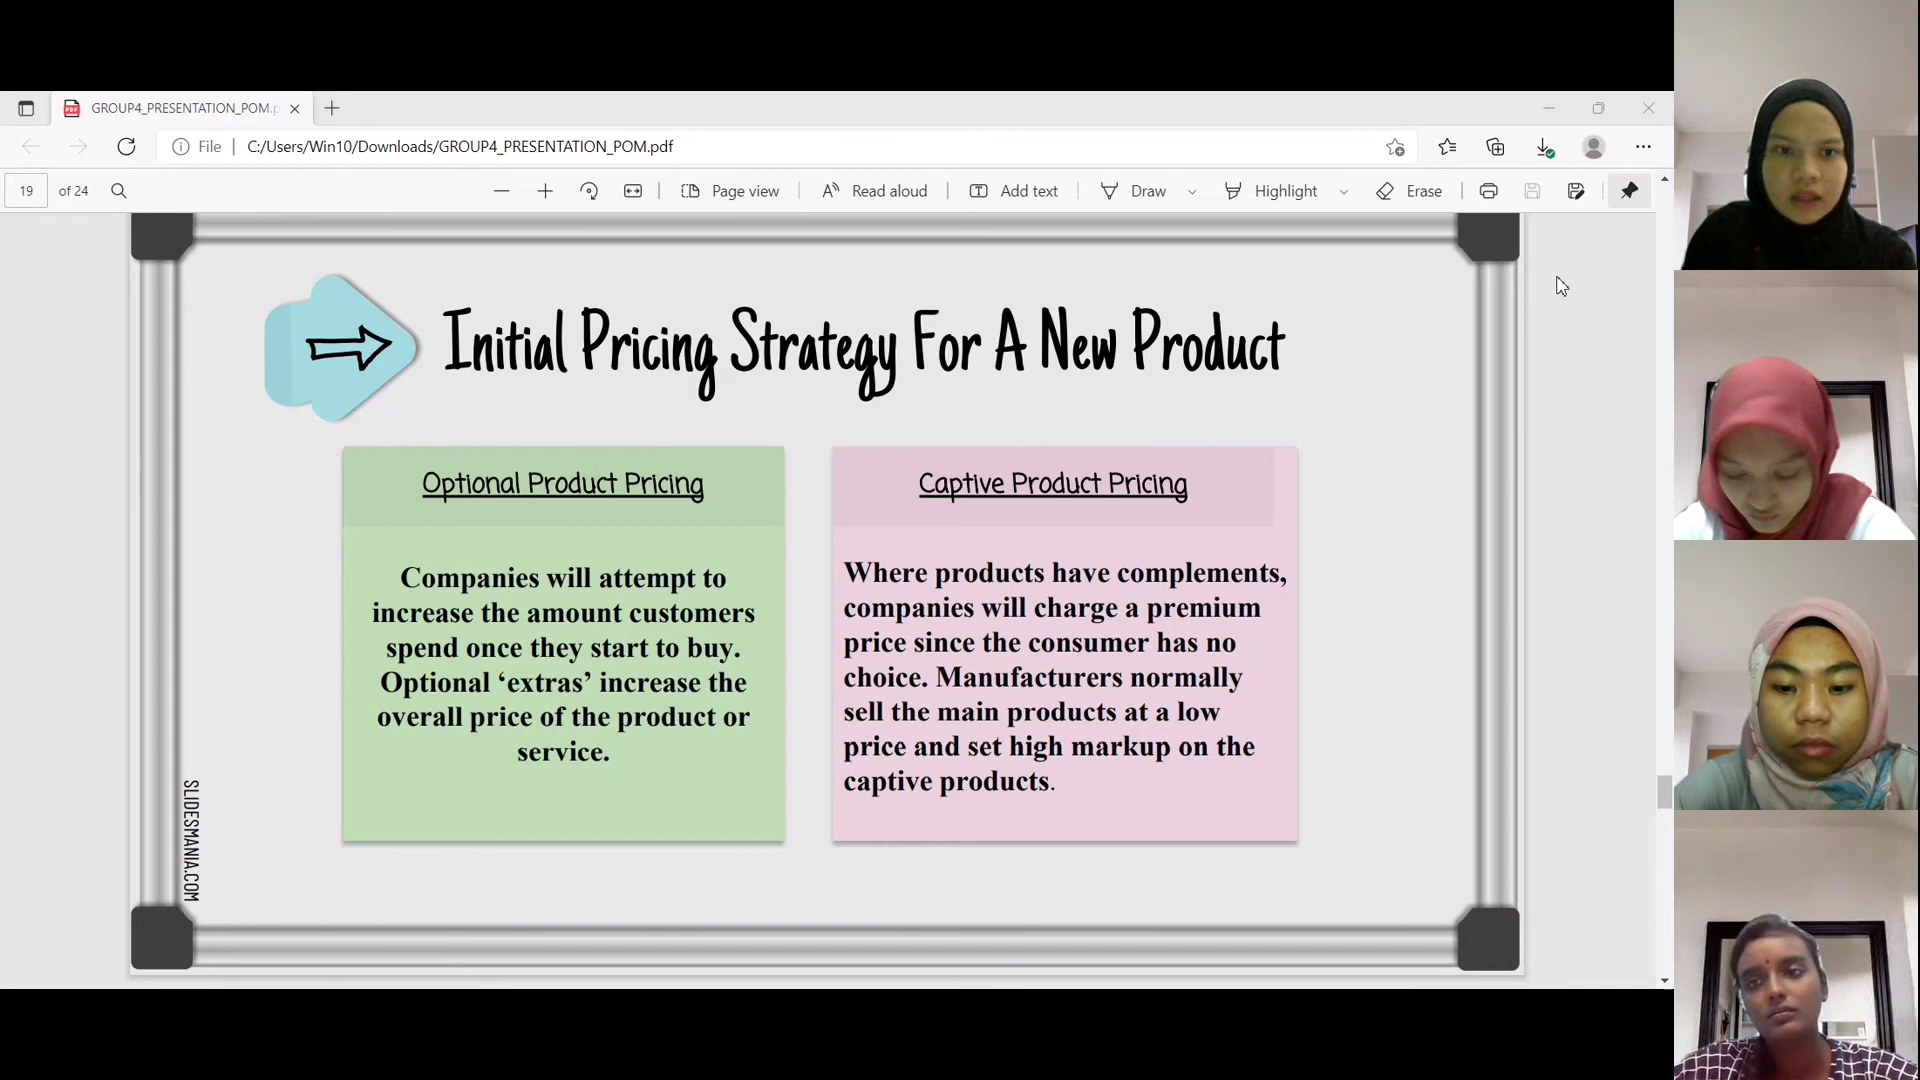 GROUP4_PRESENTATION_POM.p
File
C:/Users/Win10/Downloads/GROUP4_PRESENTATION_POM.pdf
19 of 24
Page view
Read aloud
Add text
Draw
Highlight
Erase
Initial Pricing Strategy For A New Product
Optional Product Pricing
Companies will attempt to
increase the amount customers
spend once they start to buy.
Optional ‘extras’ increase the
overall price of the product or
service.
Captive Product Pricing
Where products have complements,
companies will charge a premium
price since the consumer has no
choice. Manufacturers normally
sell the main products at a low
price and set high markup on the
captive products.
SLIDESMANIA.COM